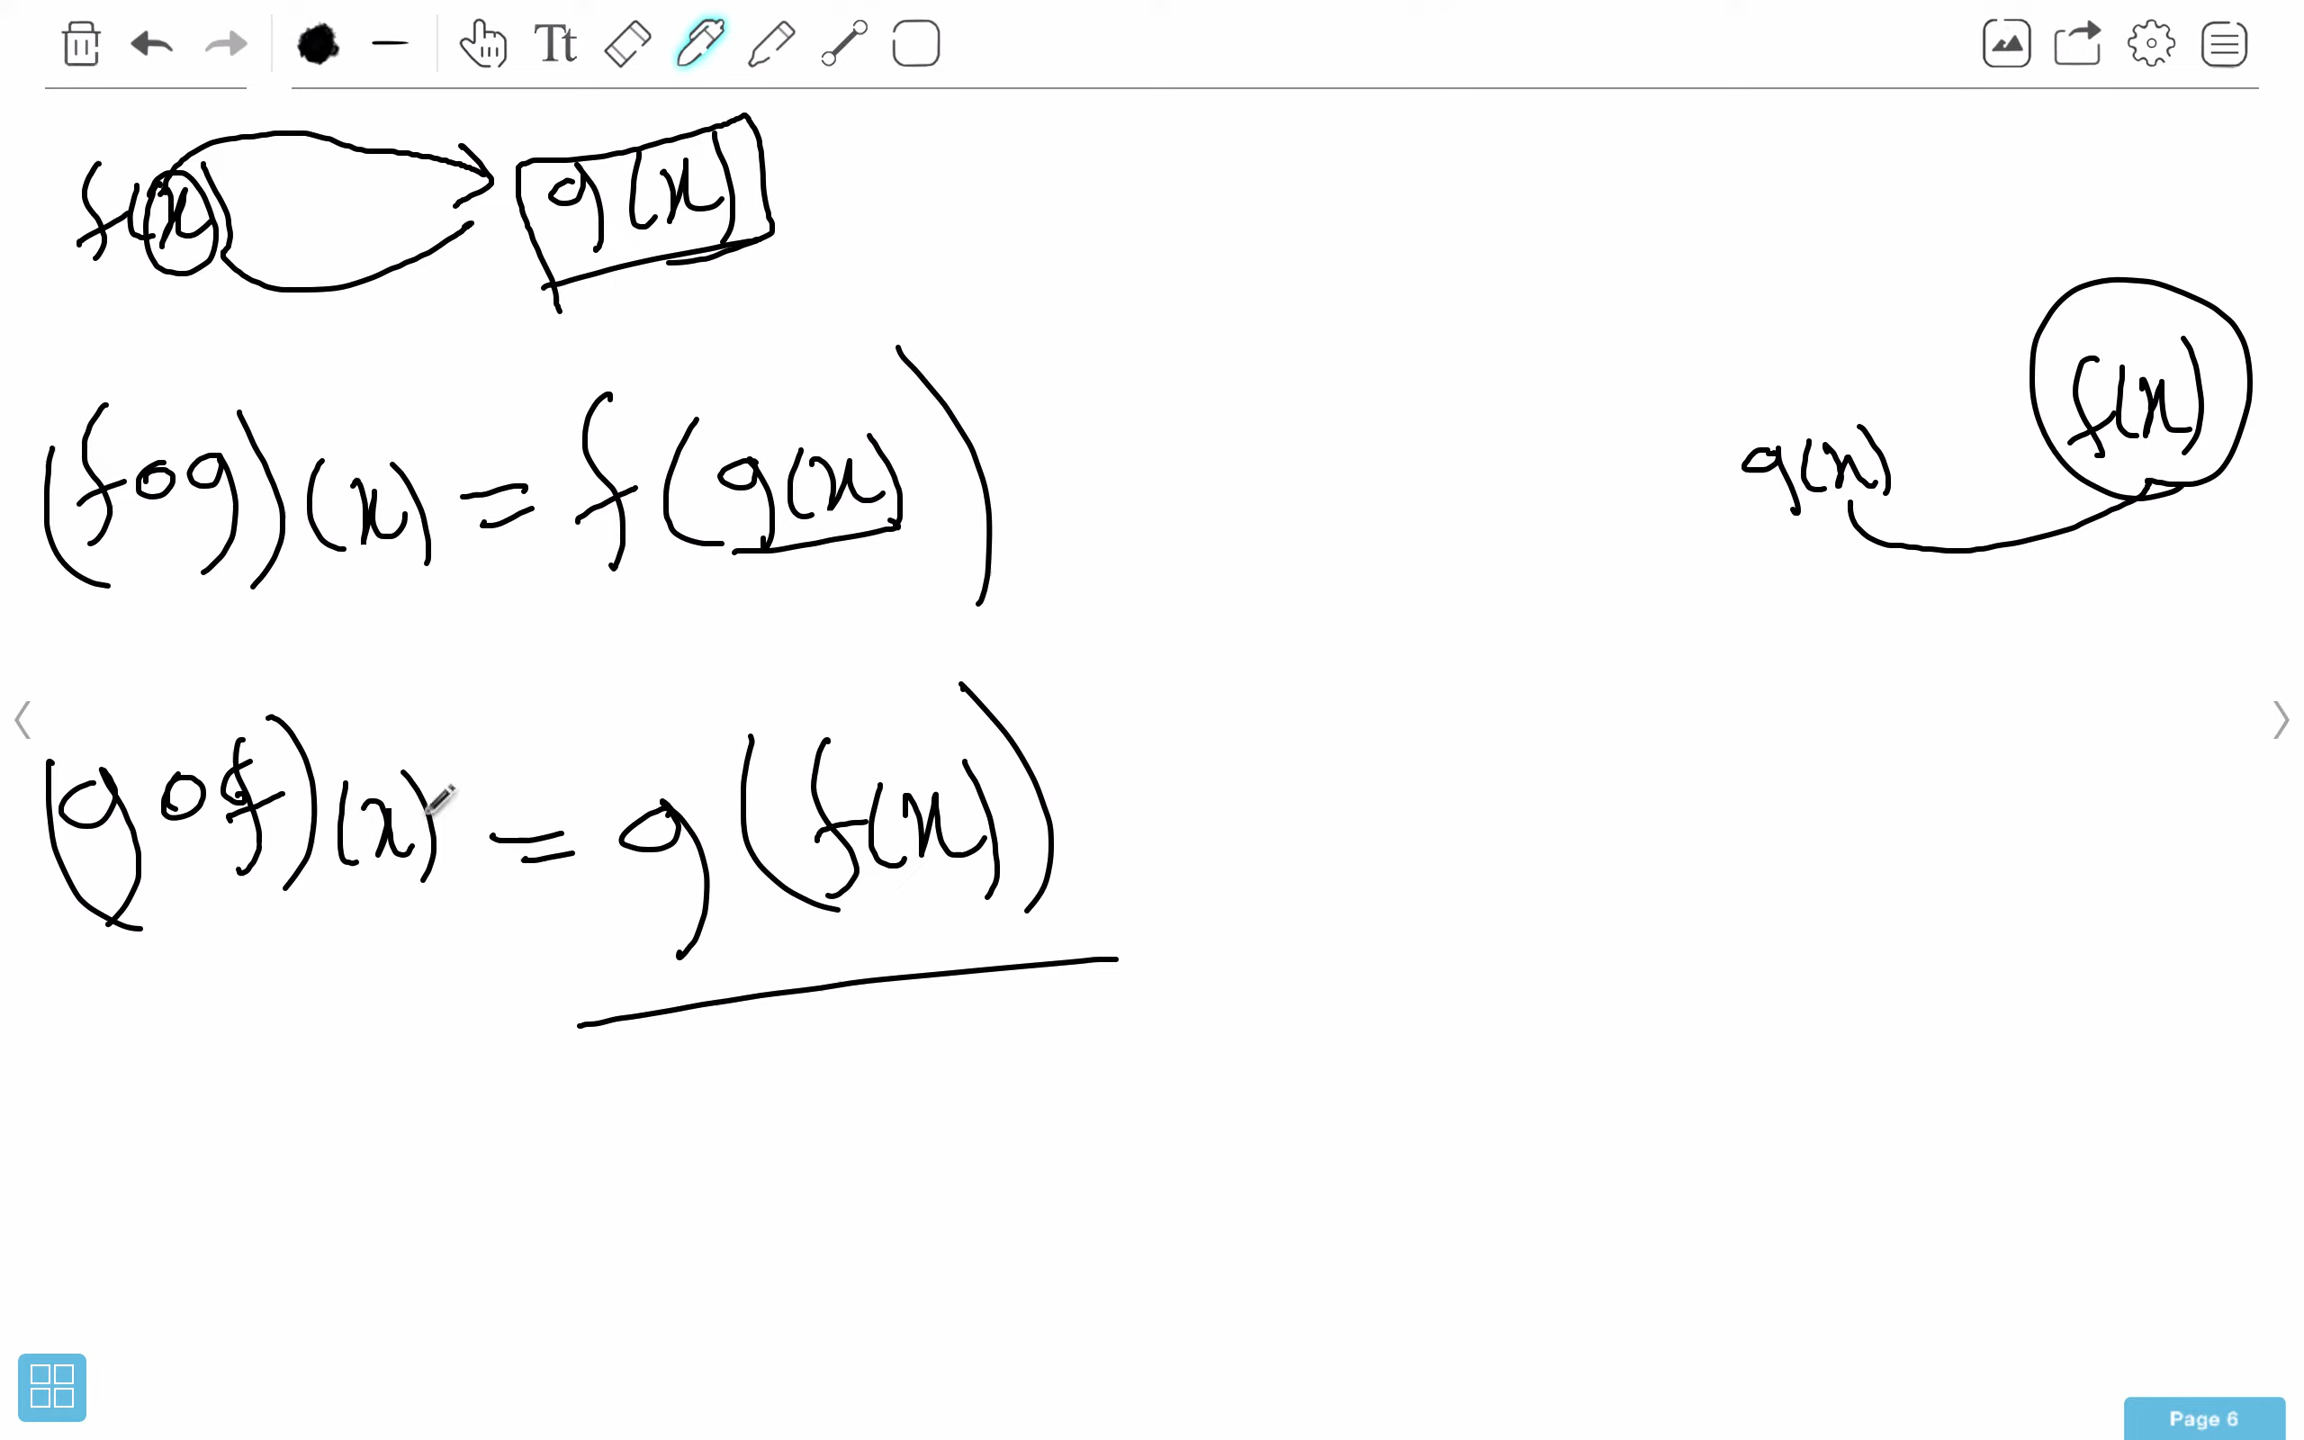 Tt
f(x) g(x)
(fog)(x) = f(g(x))
g(x) f(x)
(gof)(x) = g(f(x))
Page 6